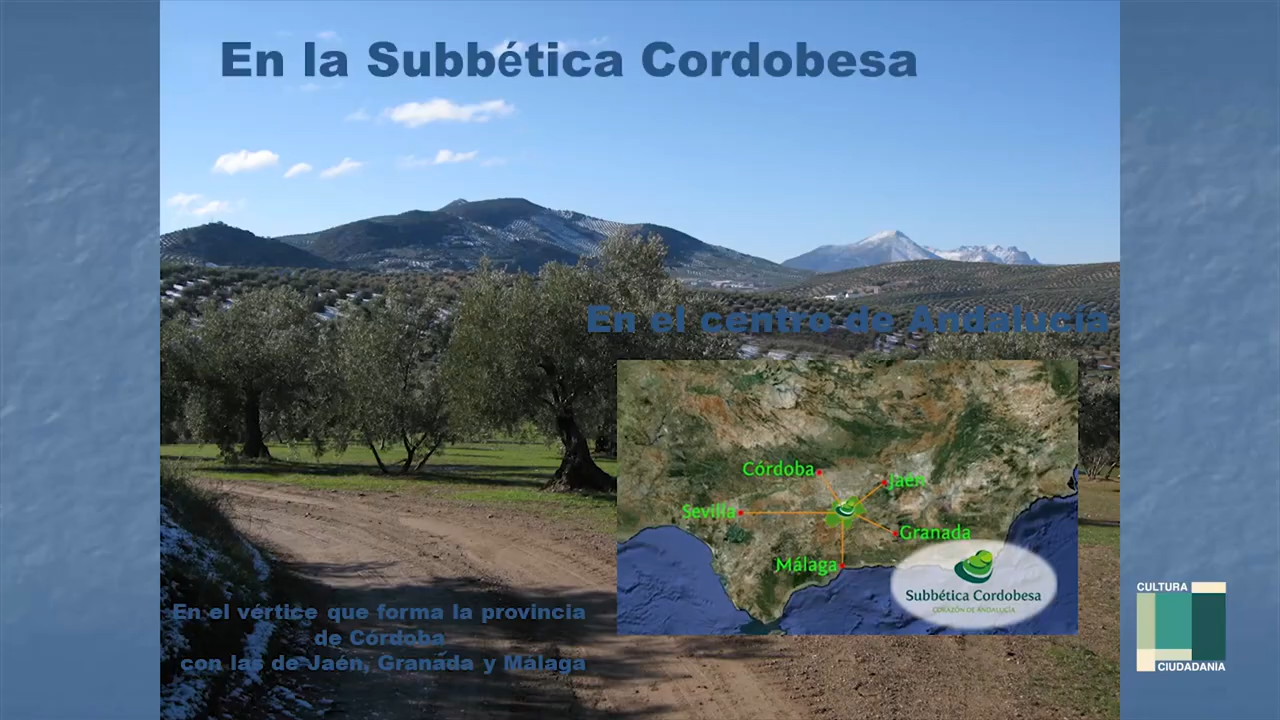 En la Subbética Cordobesa
En el centro de Andalucía
Córdoba
Jaén
Sevilla
Granada
Málaga
Subbética Cordobesa
CORAZÓN DE ANDALUCÍA
En el vértice que forma la provincia
de Córdoba
con las de Jaén, Granada y Málaga
CULTURA
CIUDADANÍA